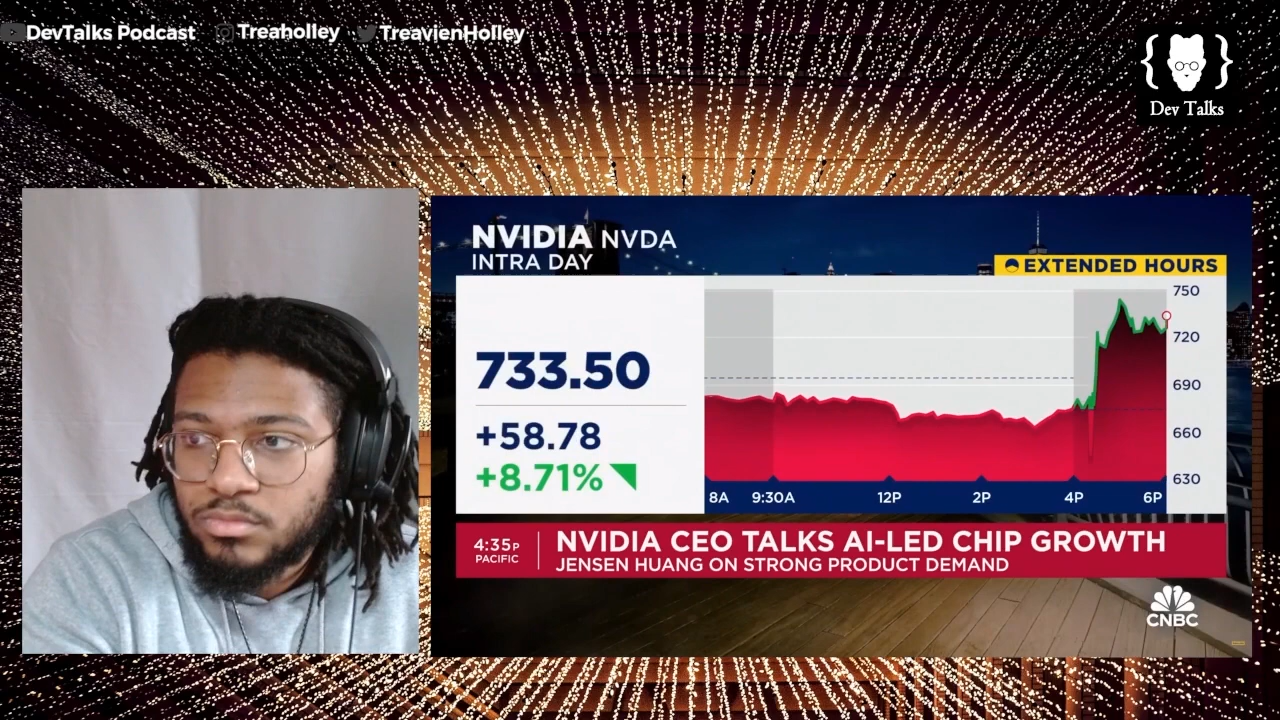 DevTalks Podcast Treaholley TreavienHolley
Dev Talks
NVIDIA NVDA
INTRA DAY
EXTENDED HOURS
733.50
+58.78
+8.71%
750
720
690
660
630
8A 9:30A 12P 2P 4P 6P
4:35P
PACIFIC
NVIDIA CEO TALKS AI-LED CHIP GROWTH
JENSEN HUANG ON STRONG PRODUCT DEMAND
CNBC